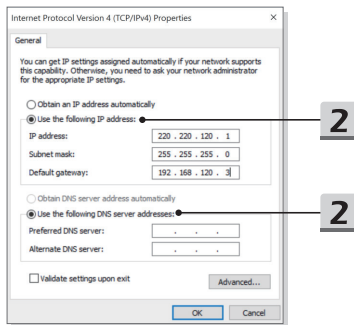 Internet Protocol Version 4 (TCP/IPv4) Properties
General
You can get IP settings assigned automatically if your network supports
this capability. Otherwise, you need to ask your network administrator
for the appropriate IP settings.
Obtain an IP address automatically
Use the following IP address:
2
IP address: 220 . 220 . 120 . 1
Subnet mask: 255 . 255 . 255 . 0
Default gateway: 192 . 168 . 120 . 3
Obtain DNS server address automatically
Use the following DNS server addresses:
2
Preferred DNS server: . . .
Alternate DNS server: . . .
Validate settings upon exit
Advanced...
OK Cancel